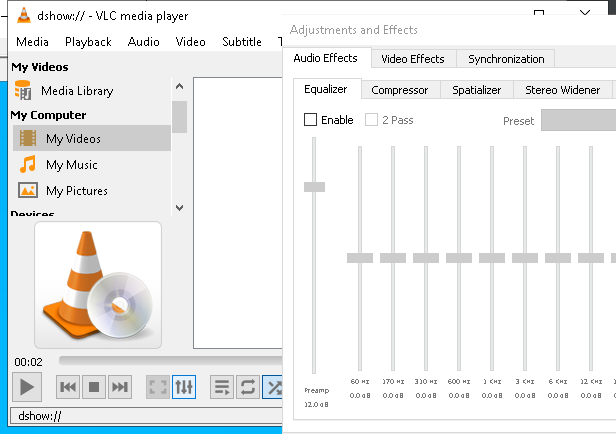 dshow:// - VLC media player
Media Playback Audio Video Subtitle T
My Videos
Media Library
My Computer
My Videos
My Music
My Pictures
Devices
00:02
dshow://
Adjustments and Effects
Audio Effects Video Effects Synchronization
Equalizer Compressor Spatializer Stereo Widener
Enable 2 Pass Preset
60 Hz 170 Hz 310 Hz 600 Hz 1 KHz 3 KHz 6 KHz 12 KHz
Preamp 0.0 dB 0.0 dB 0.0 dB 0.0 dB 0.0 dB 0.0 dB 0.0 dB 0.0 dB
12.0 dB